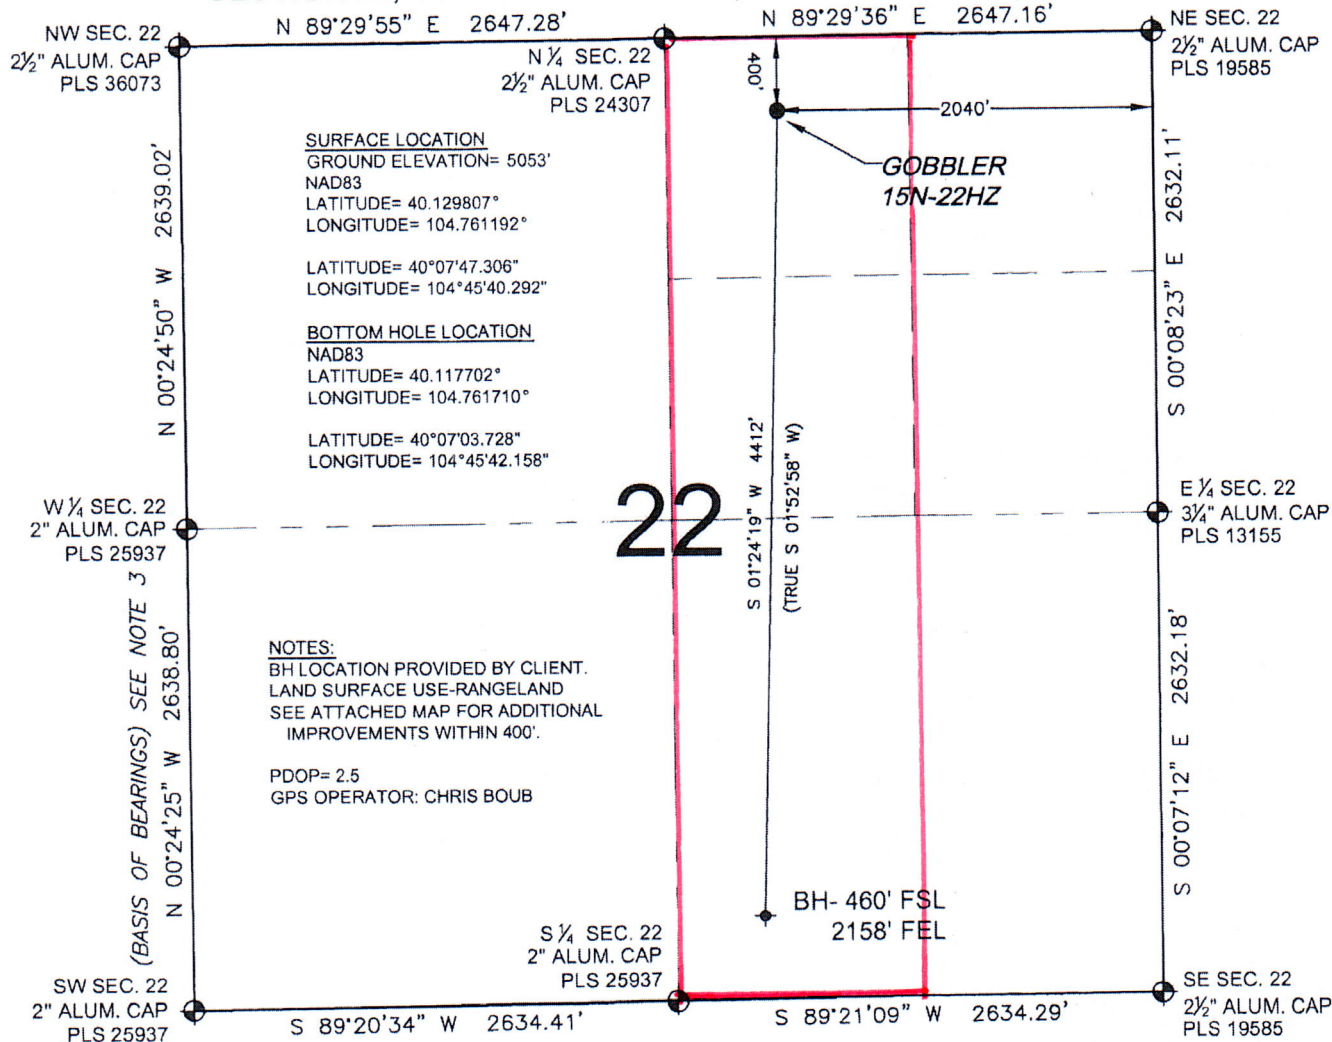 N 89°29'55" E 2647.28'
N 89°29'36" E 2647.16'
NW SEC. 22
2½" ALUM. CAP
PLS 36073
N ¼ SEC. 22
2½" ALUM. CAP
PLS 24307
NE SEC. 22
2½" ALUM. CAP
PLS 19585
400'
2040'
GOBBLER
15N-22HZ
SURFACE LOCATION
GROUND ELEVATION= 5053'
NAD83
LATITUDE= 40.129807°
LONGITUDE= 104.761192°
LATITUDE= 40°07'47.306"
LONGITUDE= 104°45'40.292"
BOTTOM HOLE LOCATION
NAD83
LATITUDE= 40.117702°
LONGITUDE= 104.761710°
LATITUDE= 40°07'03.728"
LONGITUDE= 104°45'42.158"
N 00°24'50" W 2639.02'
S 00°08'23" E 2632.11'
W ¼ SEC. 22
2" ALUM. CAP
PLS 25937
22
S 01°24'19" W 4412'
(TRUE S 01°52'58" W)
E ¼ SEC. 22
3¼" ALUM. CAP
PLS 13155
(BASIS OF BEARINGS) SEE NOTE 3
N 00°24'25" W 2638.80'
NOTES:
BH LOCATION PROVIDED BY CLIENT.
LAND SURFACE USE-RANGELAND
SEE ATTACHED MAP FOR ADDITIONAL
IMPROVEMENTS WITHIN 400'.
PDOP= 2.5
GPS OPERATOR: CHRIS BOUB
S 00°07'12" E 2632.18'
BH- 460' FSL
2158' FEL
SW SEC. 22
2" ALUM. CAP
PLS 25937
S ¼ SEC. 22
2" ALUM. CAP
PLS 25937
SE SEC. 22
2½" ALUM. CAP
PLS 19585
S 89°20'34" W 2634.41'
S 89°21'09" W 2634.29'